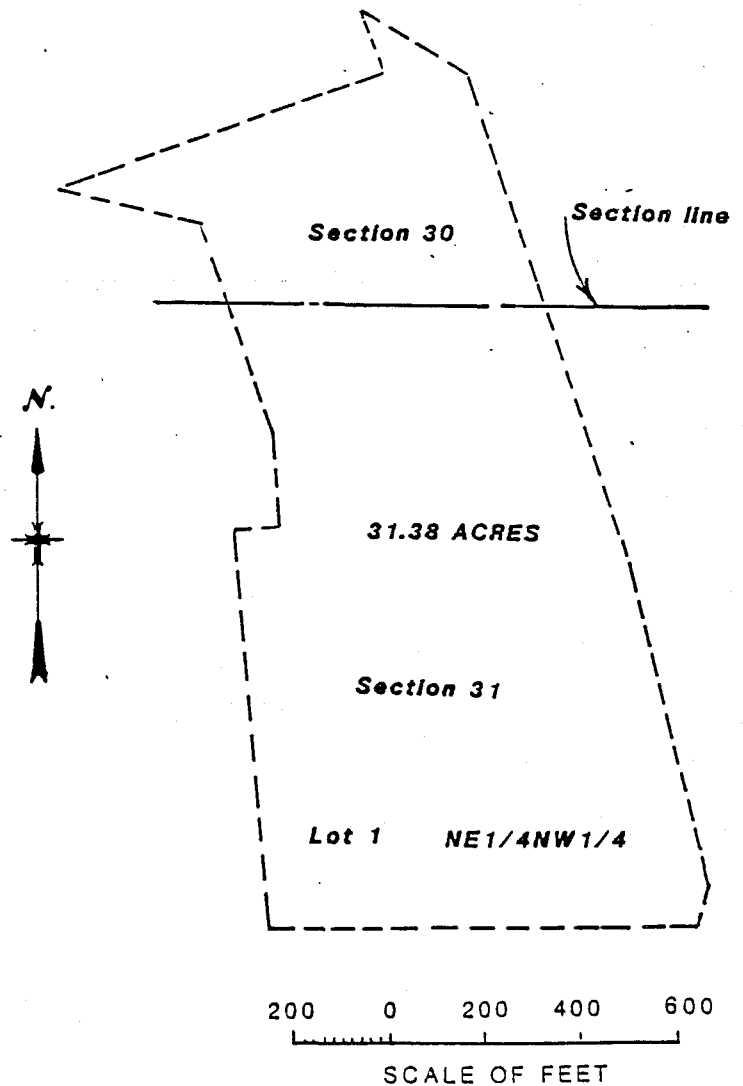 Section 30
Section line
N.
31.38 ACRES
Section 31
Lot 1 NE1/4NW1/4
200 0 200 400 600
SCALE OF FEET